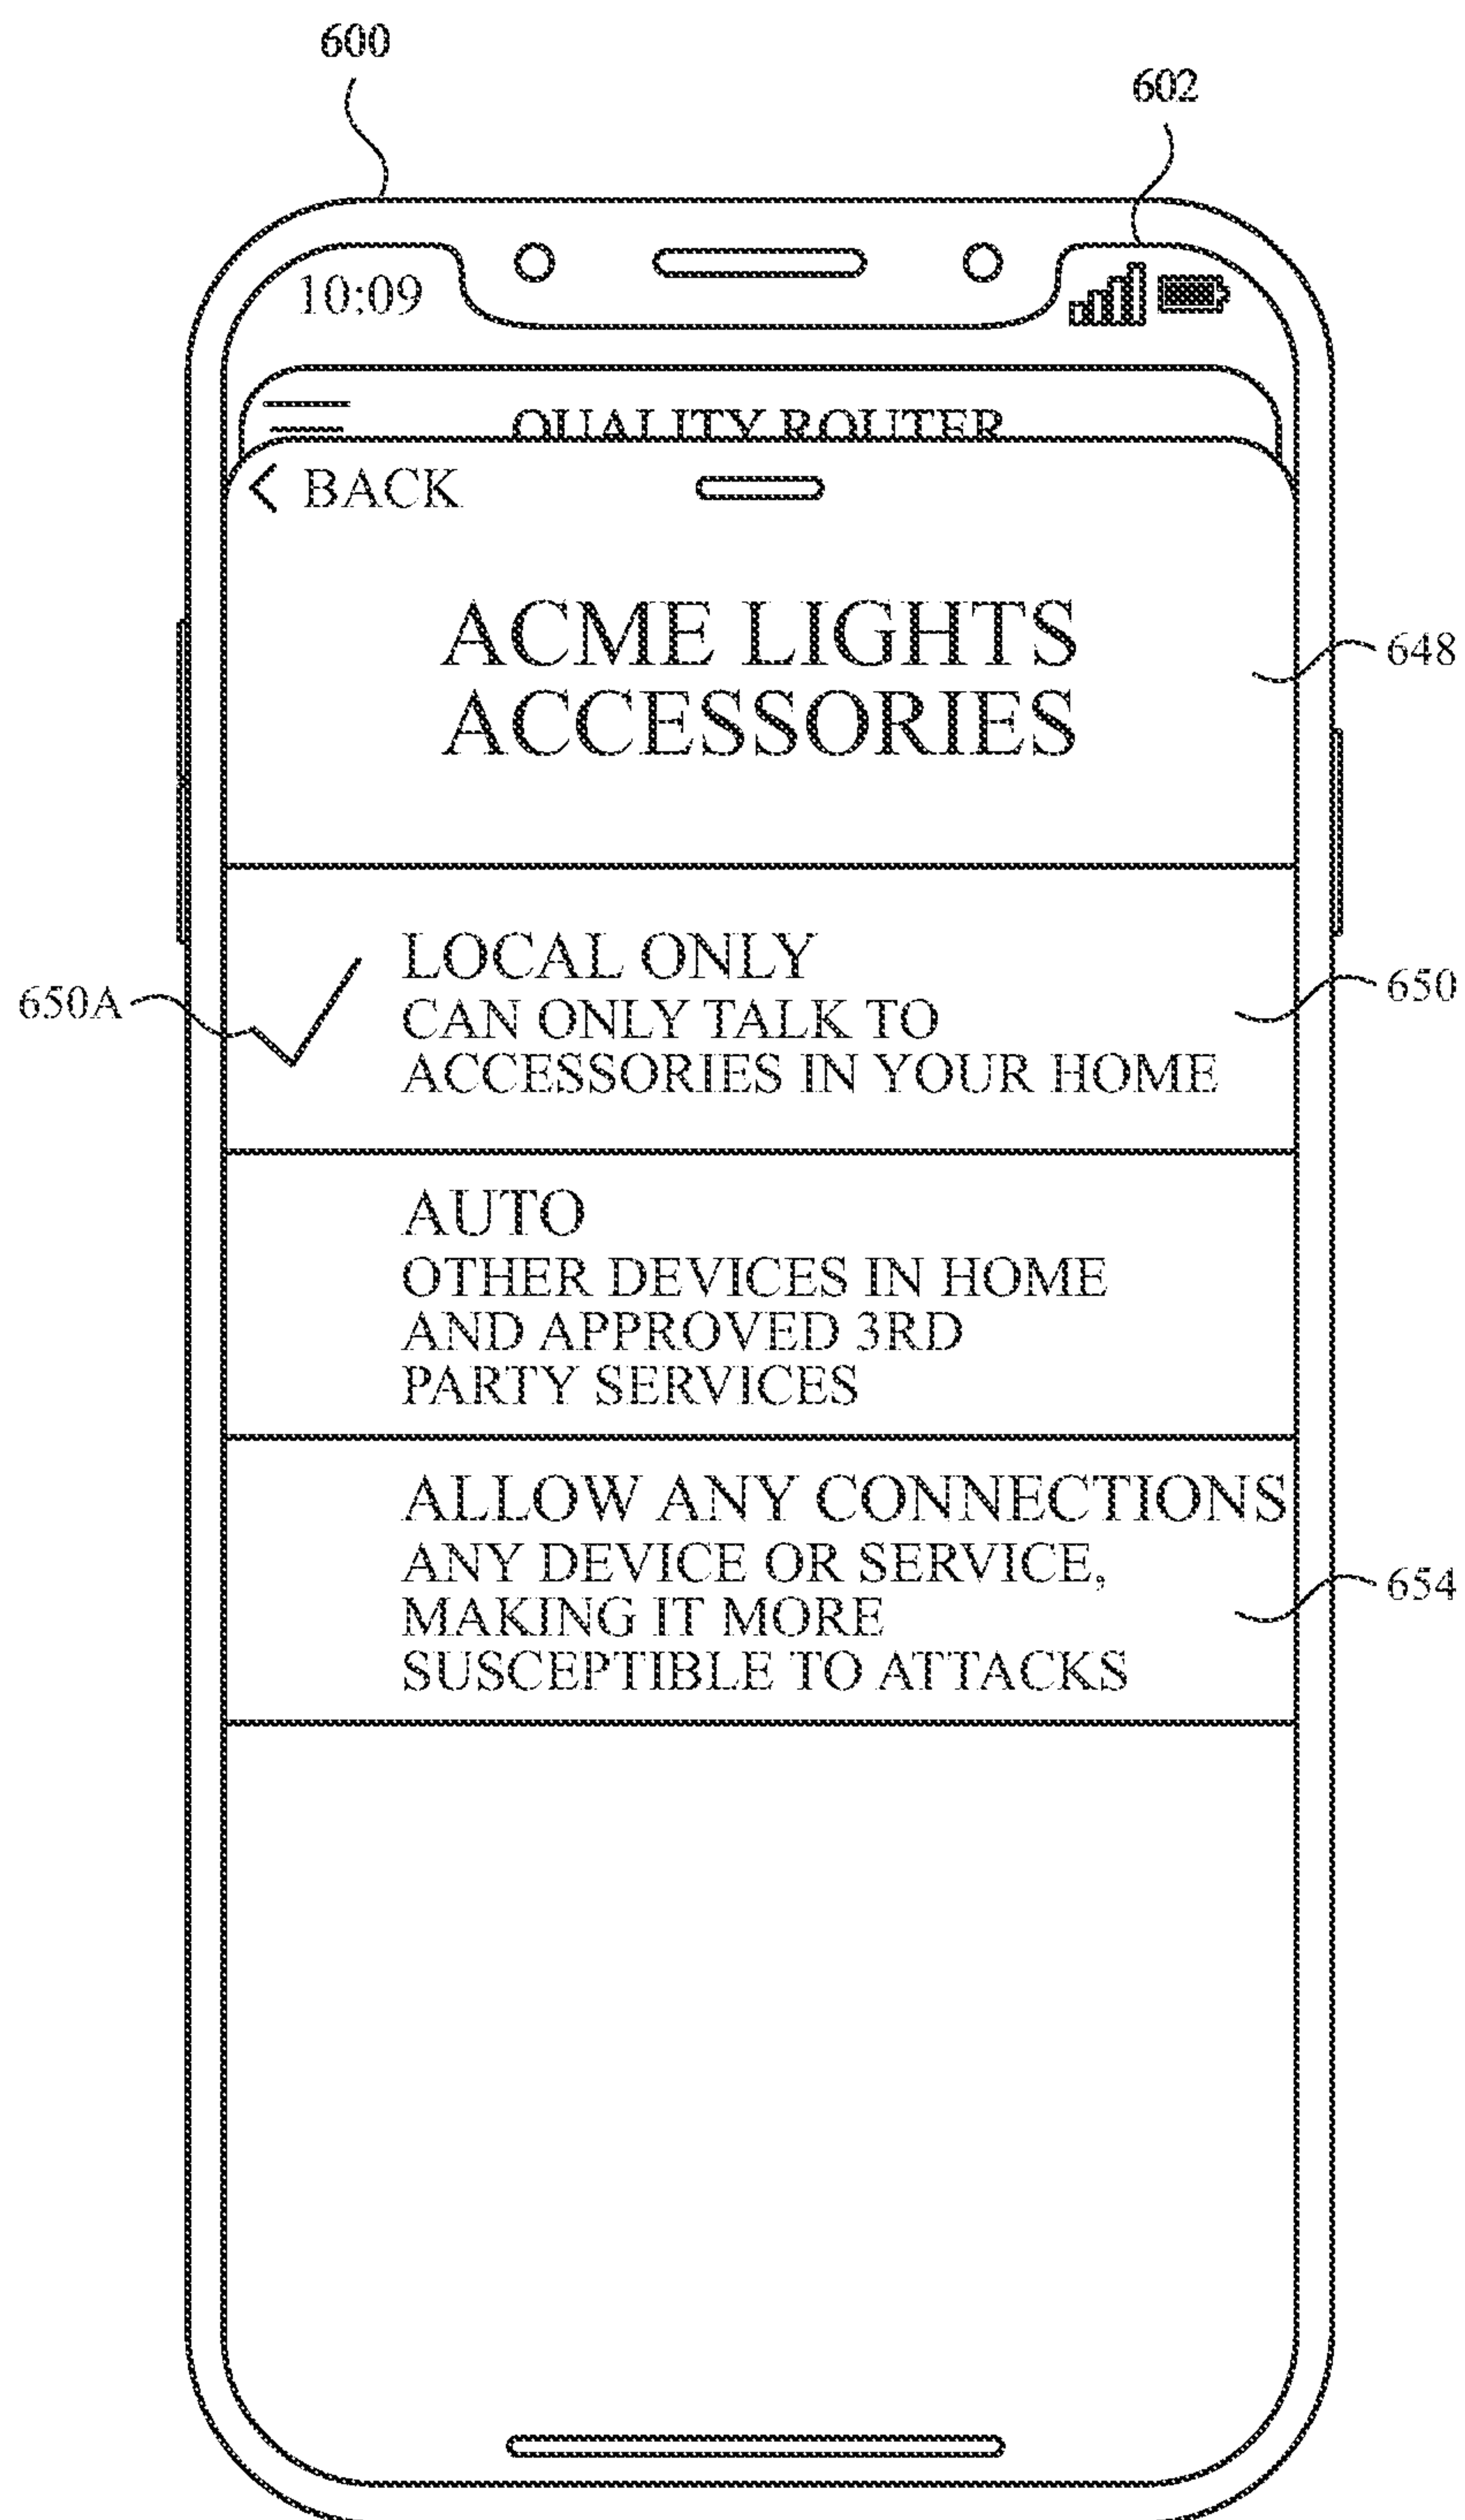 600
602
10:09
QUALITY ROUTER
< BACK
ACME LIGHTS
ACCESSORIES
648
LOCAL ONLY
CAN ONLY TALK TO
ACCESSORIES IN YOUR HOME
650A
650
AUTO
OTHER DEVICES IN HOME
AND APPROVED 3RD
PARTY SERVICES
ALLOW ANY CONNECTIONS
ANY DEVICE OR SERVICE,
MAKING IT MORE
SUSCEPTIBLE TO ATTACKS
654